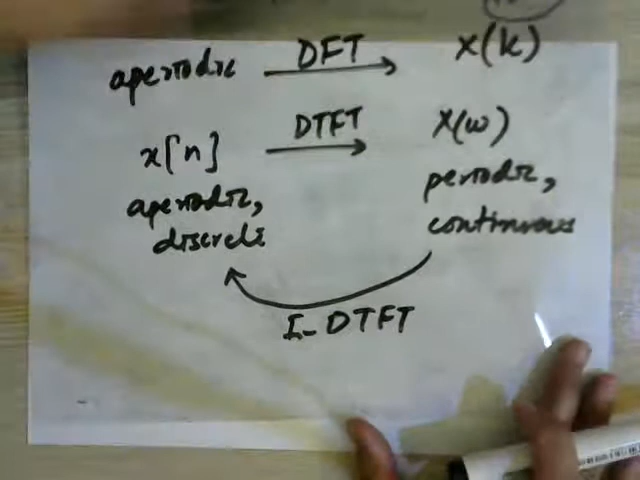 aperiodic DFT x(k)
x[n] DTFT X(w)
aperiodic, periodic,
discrete continuous
I-DTFT